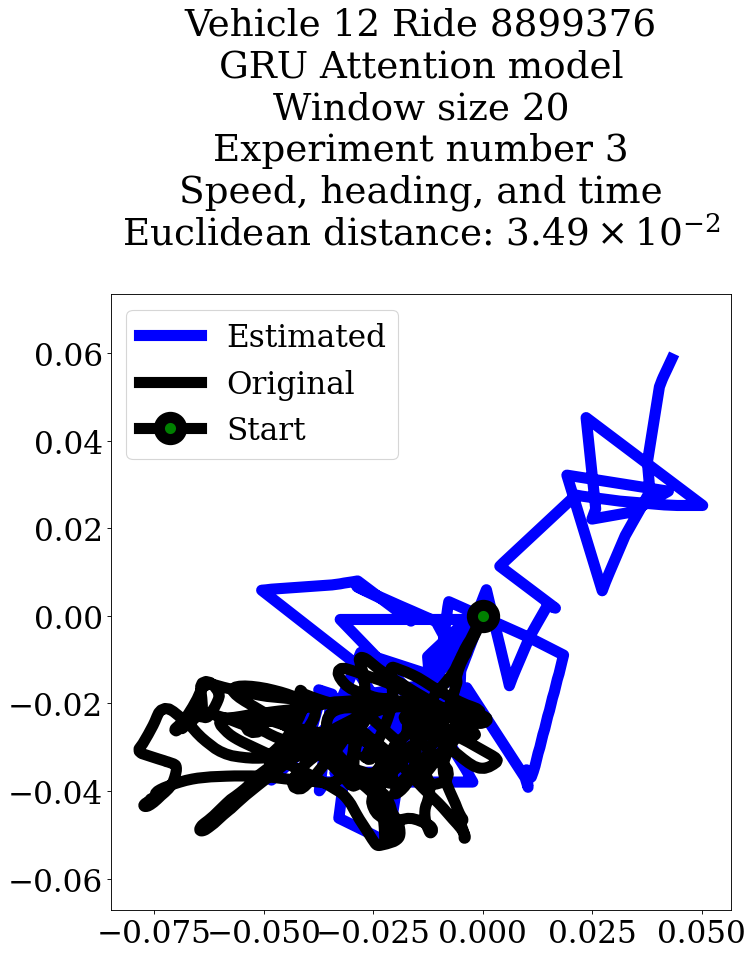 Vehicle 12 Ride 8899376
GRU Attention model
Window size 20
Experiment number 3
Speed, heading, and time
Euclidean distance: 3.49 × 10⁻²
Estimated
Original
Start
0.06
0.04
0.02
0.00
−0.02
−0.04
−0.06
−0.075 −0.050 −0.025 0.000 0.025 0.050